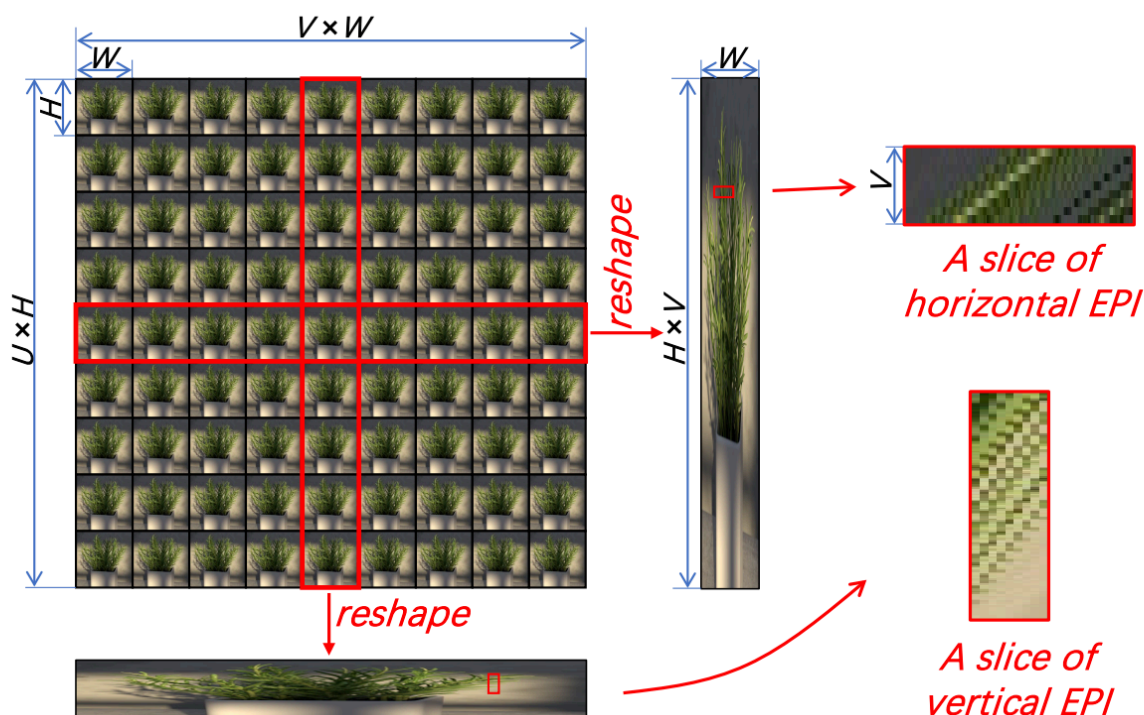 V × W
W
H
U × H
reshape
W
H × V
reshape
V
A slice of
horizontal EPI
A slice of
vertical EPI